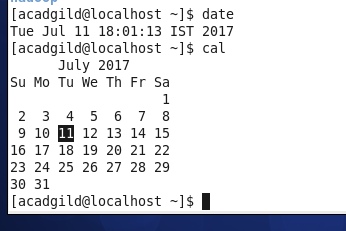 [acadgild@localhost ~]$ date
Tue Jul 11 18:01:13 IST 2017
[acadgild@localhost ~]$ cal
      July 2017
Su Mo Tu We Th Fr Sa
                   1
 2  3  4  5  6  7  8
 9 10 11 12 13 14 15
16 17 18 19 20 21 22
23 24 25 26 27 28 29
30 31
[acadgild@localhost ~]$